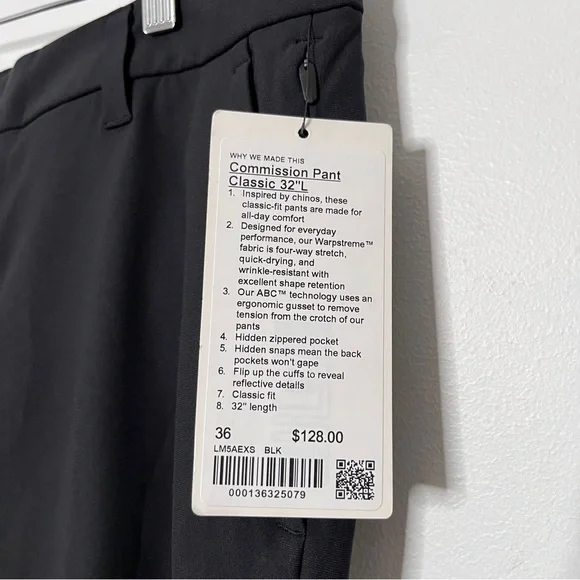 WHY WE MADE THIS
Commission Pant
Classic 32"L
1. Inspired by chinos, these
classic-fit pants are made for
all-day comfort
2. Designed for everyday
performance, our Warpstreme™
fabric is four-way stretch,
quick-drying, and
wrinkle-resistant with
excellent shape retention
3. Our ABC™ technology uses an
ergonomic gusset to remove
tension from the crotch of our
pants
4. Hidden zippered pocket
5. Hidden snaps mean the back
pockets won't gape
6. Flip up the cuffs to reveal
reflective details
7. Classic fit
8. 32" length
36 $128.00
LM5AEXS BLK
000136325079